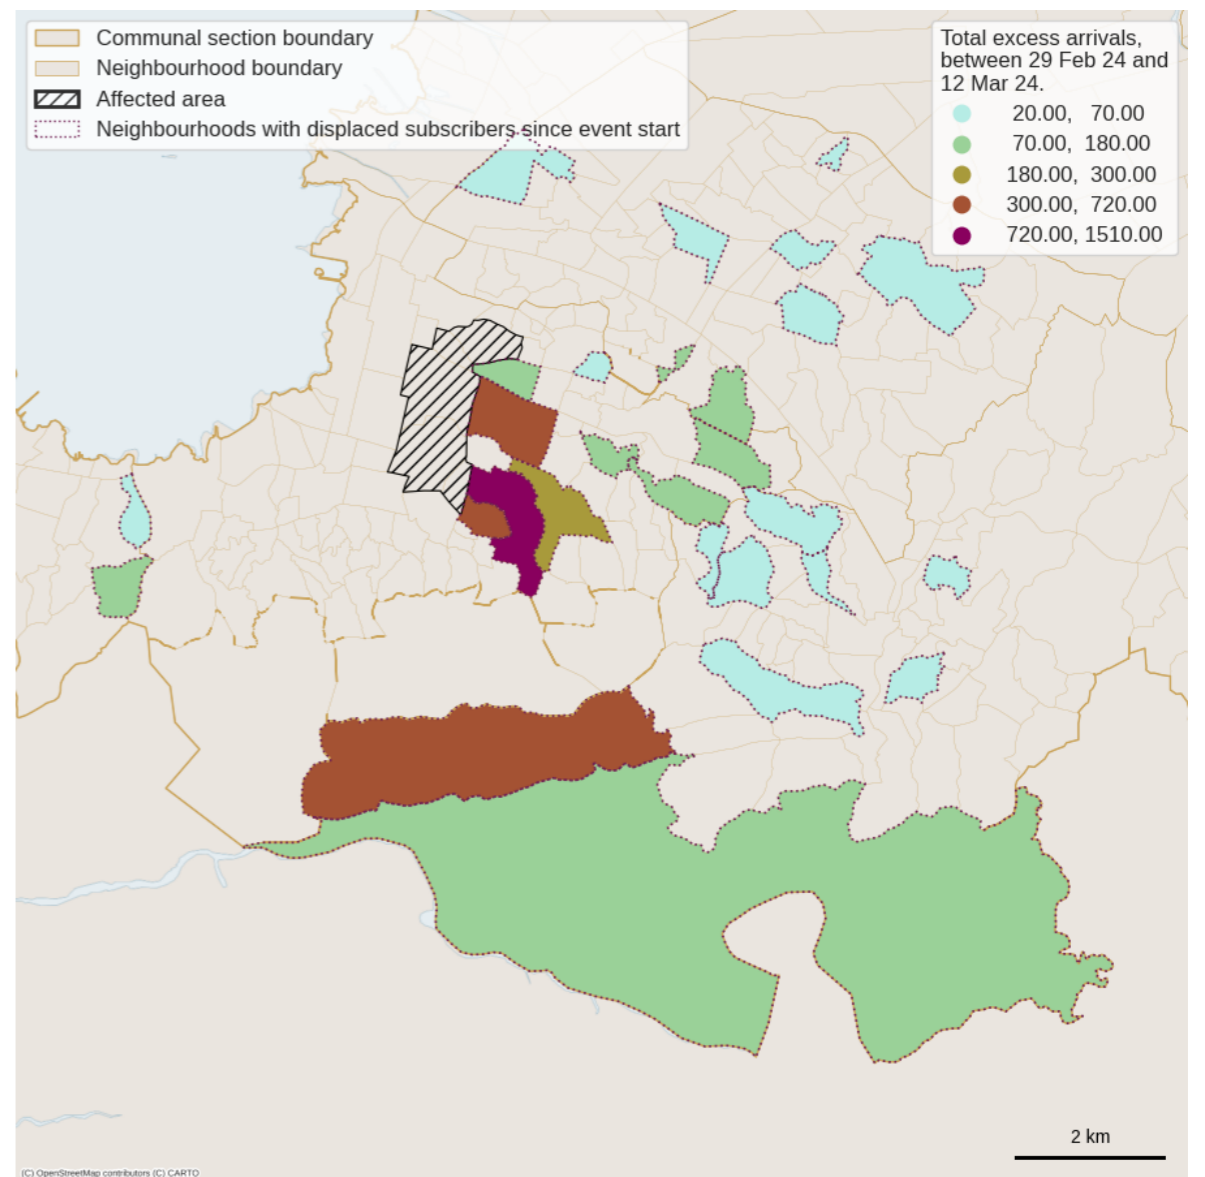 Communal section boundary
Neighbourhood boundary
Affected area
Neighbourhoods with displaced subscribers since event start
Total excess arrivals,
between 29 Feb 24 and
12 Mar 24.
20.00, 70.00
70.00, 180.00
180.00, 300.00
300.00, 720.00
720.00, 1510.00
2 km
(C) OpenStreetMap contributors (C) CARTO